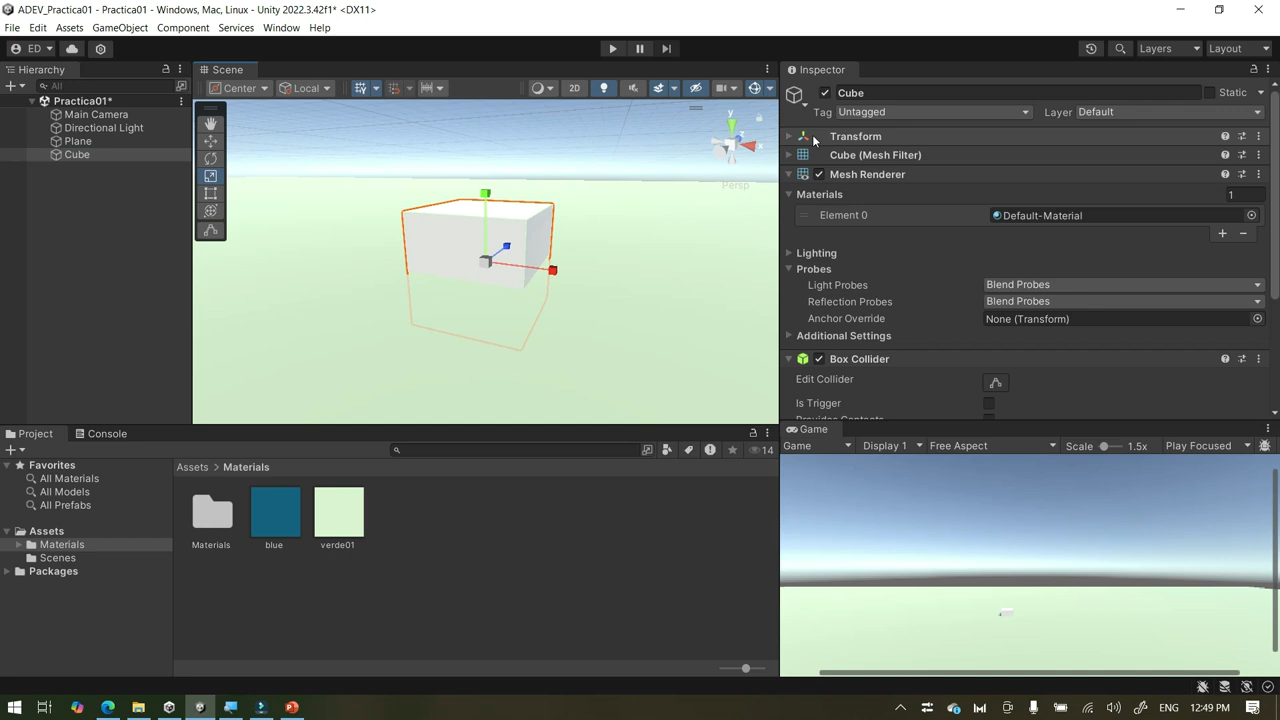 ADEV_Practica01 - Practica01 - Windows, Mac, Linux - Unity 2022.3.42f1* <DX11>
File Edit Assets GameObject Component Services Window Help
ED
Layers Layout
Hierarchy
All
Practica01*
Main Camera
Directional Light
Plane
Cube
Scene
Center Local 2D
y
z
x
Persp
Inspector
Cube Static
Tag Untagged Layer Default
Transform
Cube (Mesh Filter)
Mesh Renderer
Materials 1
Element 0 Default-Material
Lighting
Probes
Light Probes Blend Probes
Reflection Probes Blend Probes
Anchor Override None (Transform)
Additional Settings
Box Collider
Edit Collider
Is Trigger
Provides Contacts
Project Console
14
Favorites
All Materials
All Models
All Prefabs
Assets
Materials
Scenes
Packages
Assets > Materials
Materials blue verde01
Game
Game Display 1 Free Aspect Scale 1.5x Play Focused
12:49 PM